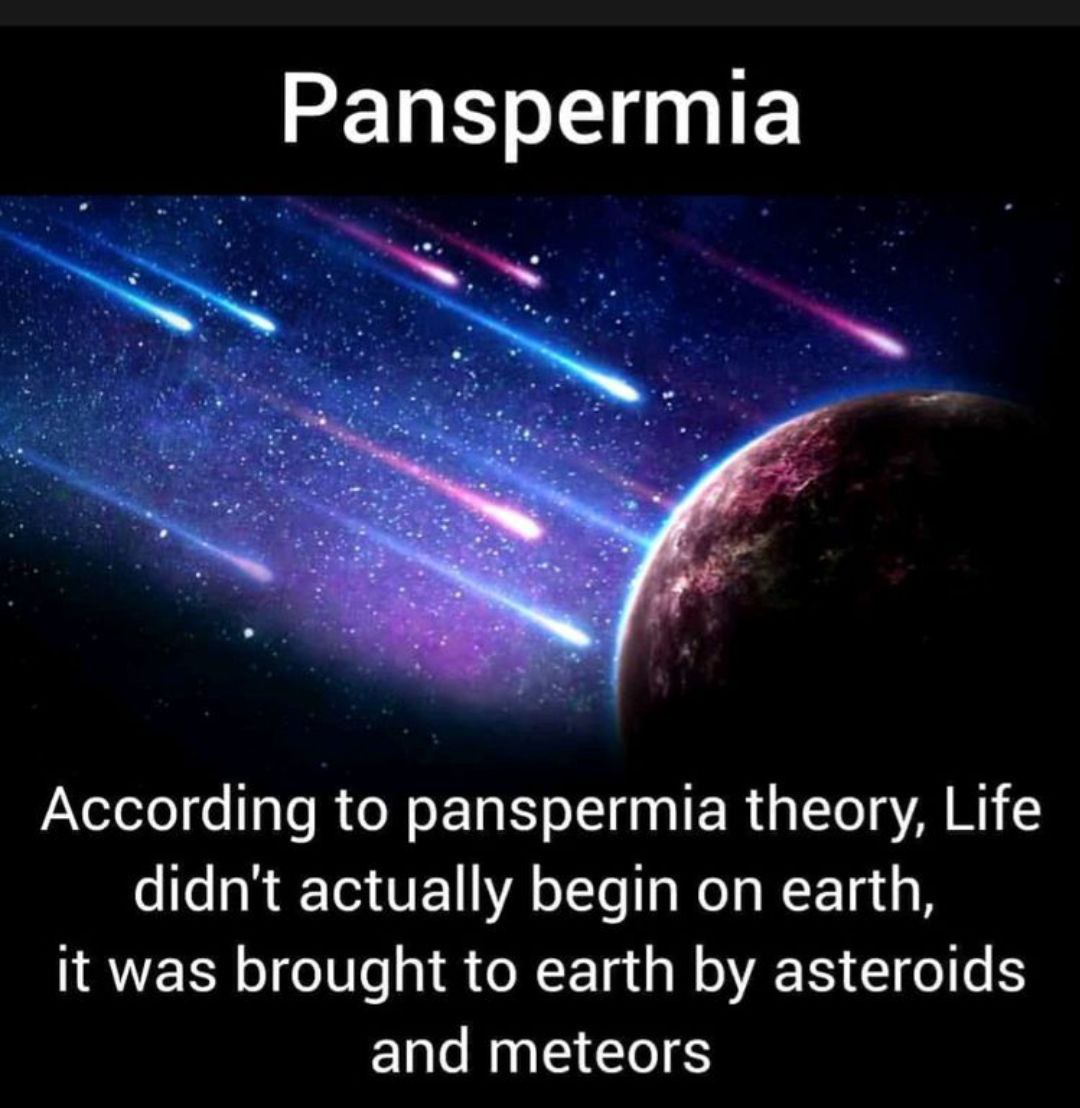 Panspermia
According to panspermia theory, Life
didn't actually begin on earth,
it was brought to earth by asteroids
and meteors